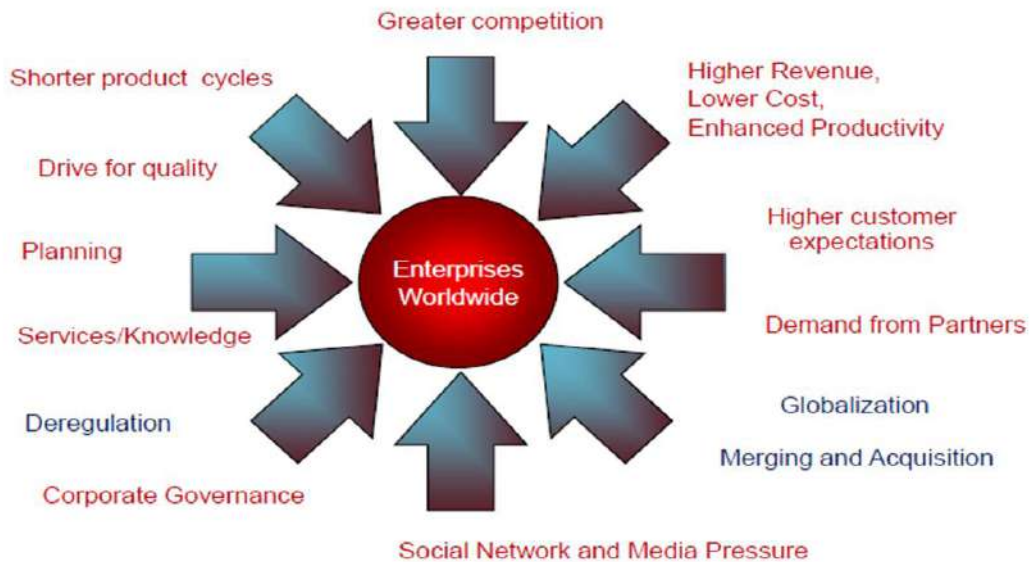 Greater competition
Shorter product cycles
Higher Revenue,
Lower Cost,
Enhanced Productivity
Drive for quality
Higher customer
expectations
Planning
Enterprises
Worldwide
Services/Knowledge
Demand from Partners
Deregulation
Globalization
Merging and Acquisition
Corporate Governance
Social Network and Media Pressure